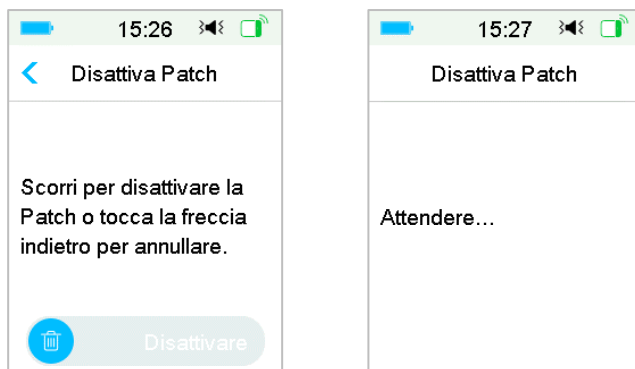 15:26
Disattiva Patch
Scorri per disattivare la
Patch o tocca la freccia
indietro per annullare.
Disattivare
15:27
Disattiva Patch
Attendere...